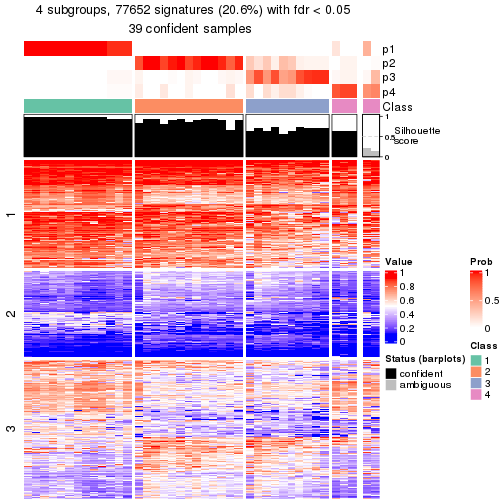 4 subgroups, 77652 signatures (20.6%) with fdr < 0.05
39 confident samples
p1
p2
p3
p4
Class
1
0.5
0
Silhouette
score
1
2
3
Value
1
0.8
0.6
0.4
0.2
0
Status (barplots)
confident
ambiguous
Prob
1
0.5
0
Class
1
2
3
4